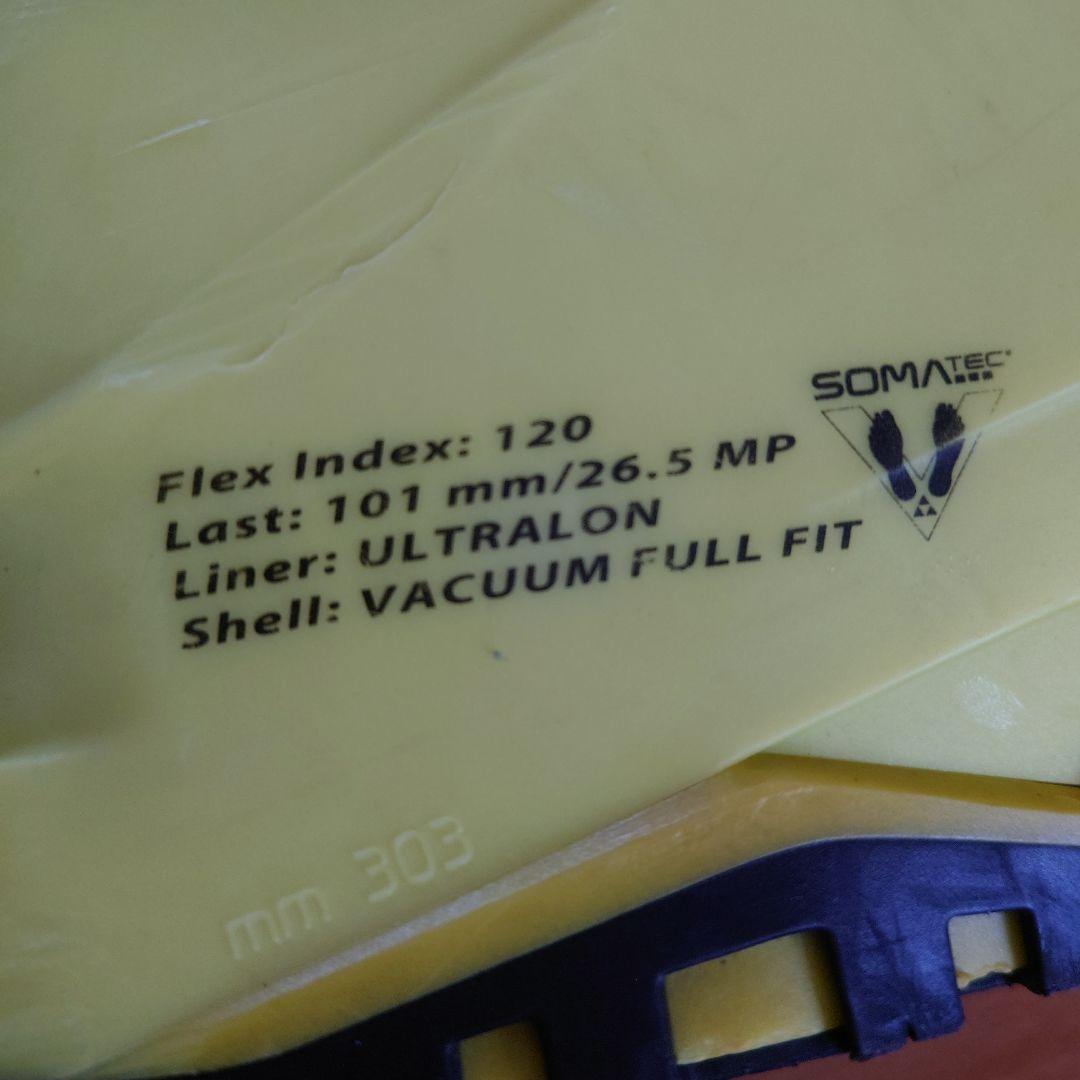 SOMATEC
Flex Index: 120
Last: 101 mm/26.5 MP
Liner: ULTRALON
Shell: VACUUM FULL FIT
mm 303